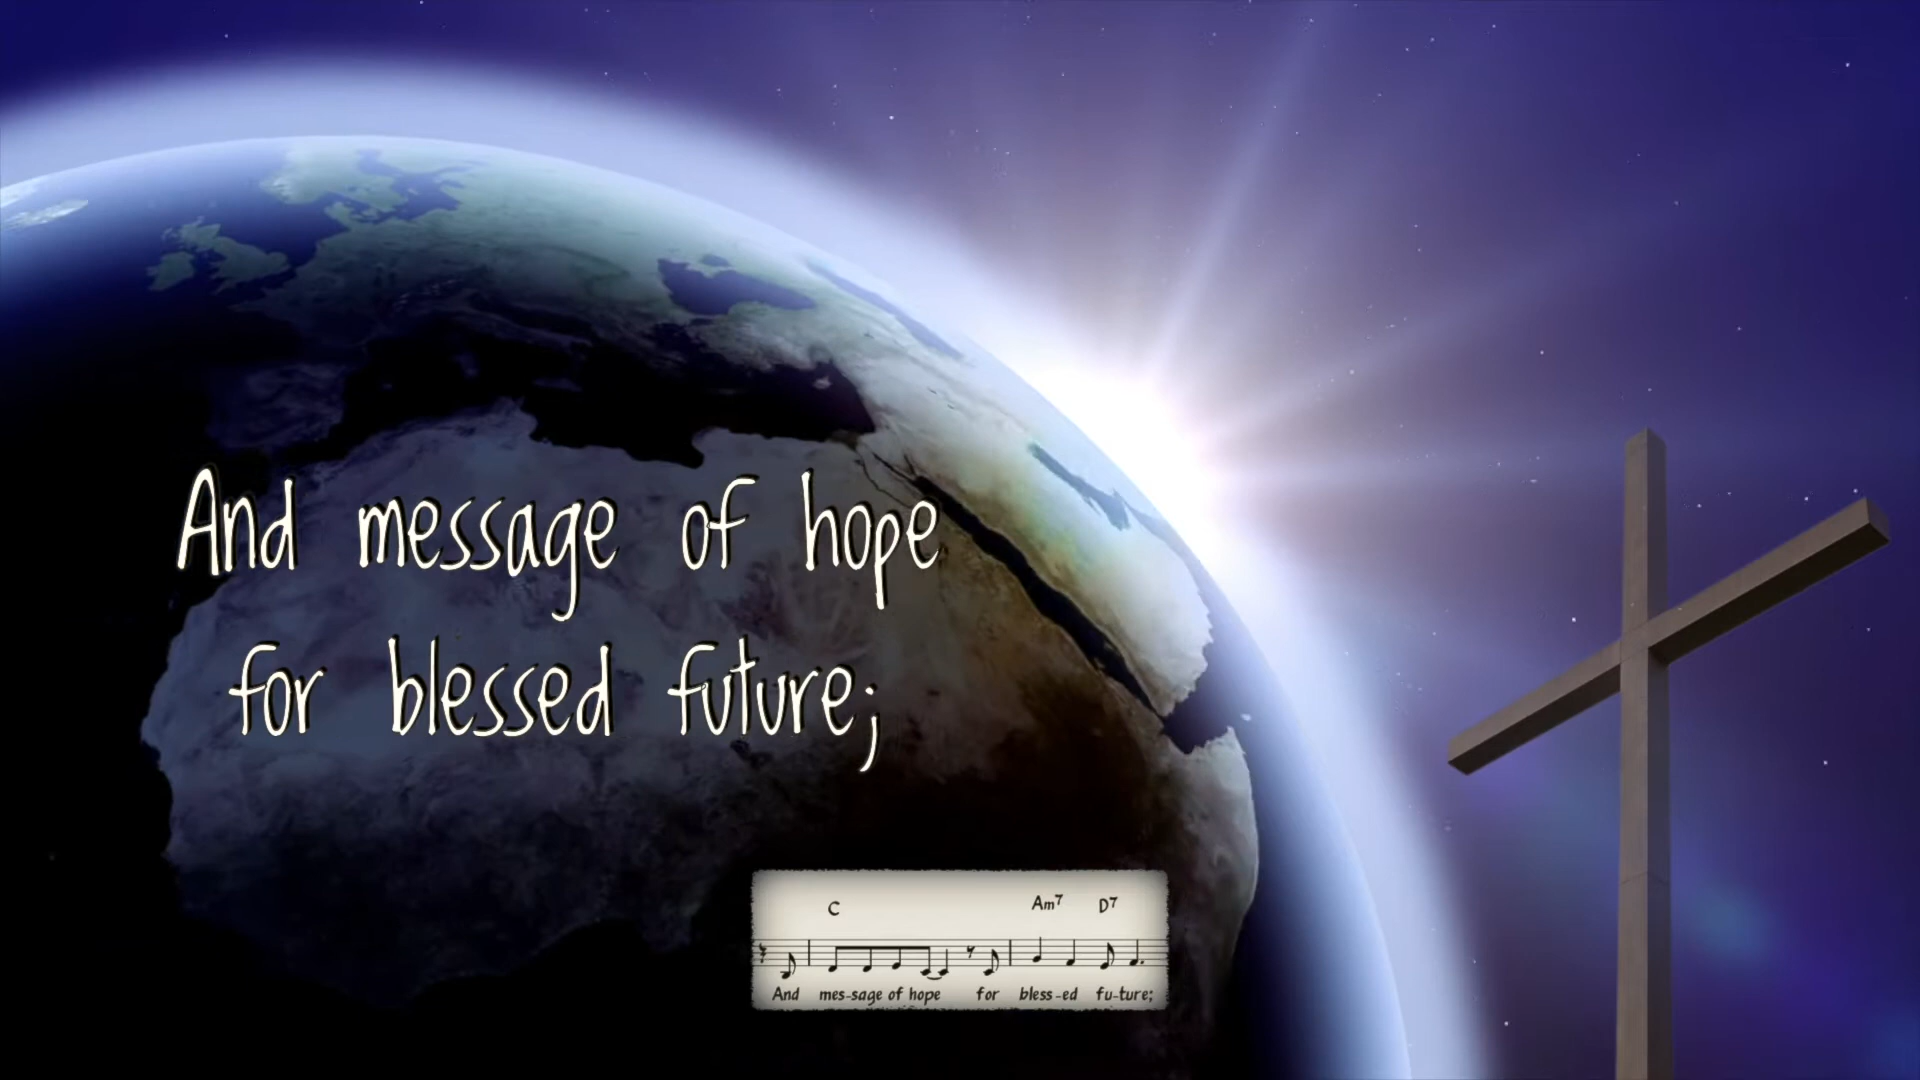 And message of hope
for blessed future;
C Am7 D7
And mes-sage of hope for bless-ed fu-ture;